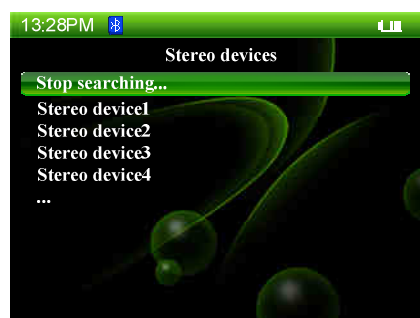 13:28PM
Stereo devices
Stop searching...
Stereo device1
Stereo device2
Stereo device3
Stereo device4
...